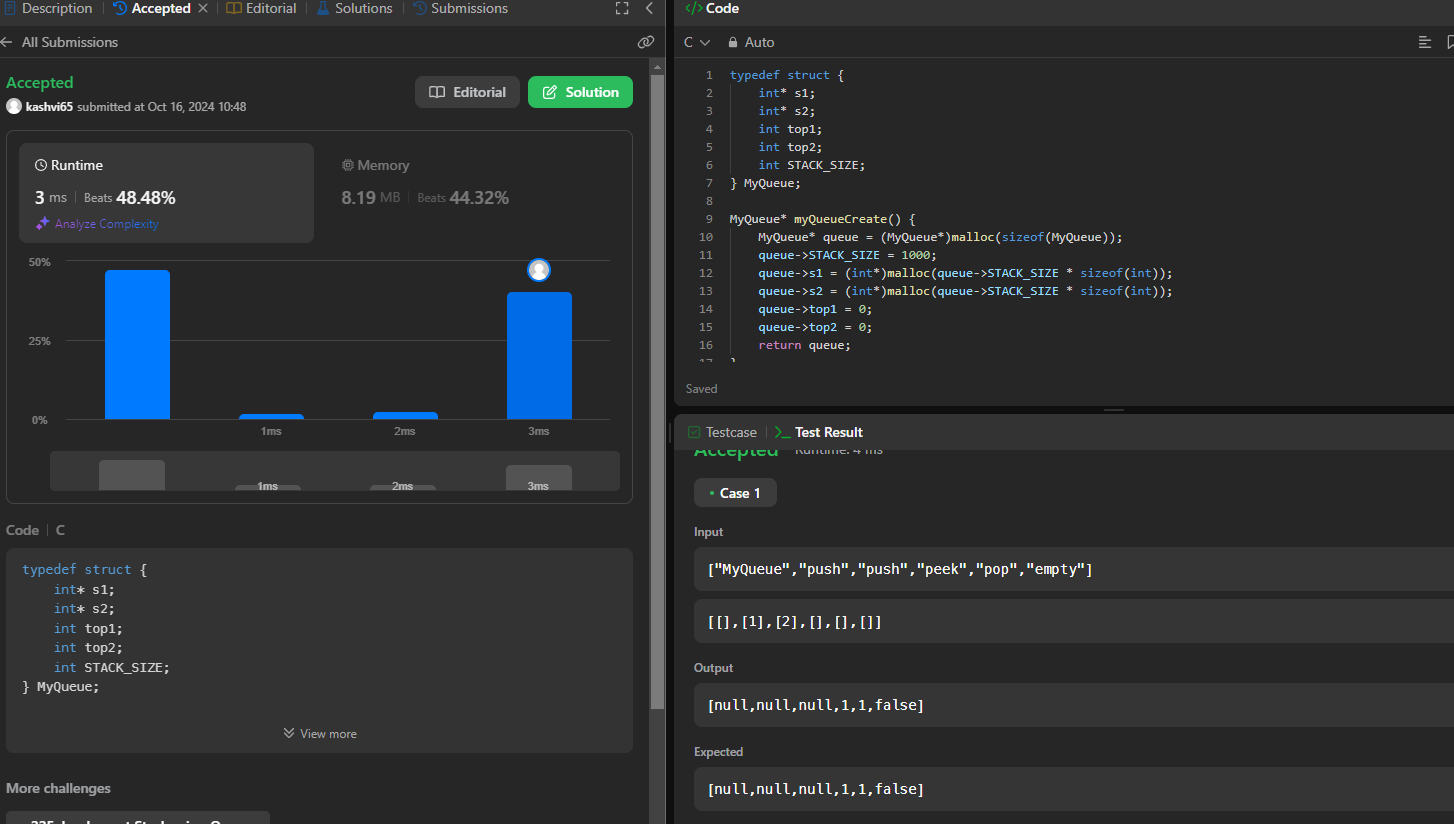 Description
Accepted
Editorial
Solutions
Submissions
All Submissions
Accepted
kashvi65 submitted at Oct 16, 2024 10:48
Editorial
Solution
Runtime
3 ms
Beats 48.48%
Analyze Complexity
Memory
8.19 MB
Beats 44.32%
50%
25%
0%
1ms
2ms
3ms
1ms
2ms
3ms
Code
C
typedef struct {
    int* s1;
    int* s2;
    int top1;
    int top2;
    int STACK_SIZE;
} MyQueue;
View more
More challenges
</> Code
C
Auto
1 typedef struct {
2     int* s1;
3     int* s2;
4     int top1;
5     int top2;
6     int STACK_SIZE;
7 } MyQueue;
8
9 MyQueue* myQueueCreate() {
10     MyQueue* queue = (MyQueue*)malloc(sizeof(MyQueue));
11     queue->STACK_SIZE = 1000;
12     queue->s1 = (int*)malloc(queue->STACK_SIZE * sizeof(int));
13     queue->s2 = (int*)malloc(queue->STACK_SIZE * sizeof(int));
14     queue->top1 = 0;
15     queue->top2 = 0;
16     return queue;
17 }
Saved
Testcase
>_ Test Result
Accepted
Runtime: 4 ms
• Case 1
Input
["MyQueue","push","push","peek","pop","empty"]
[[],[1],[2],[],[],[]]
Output
[null,null,null,1,1,false]
Expected
[null,null,null,1,1,false]